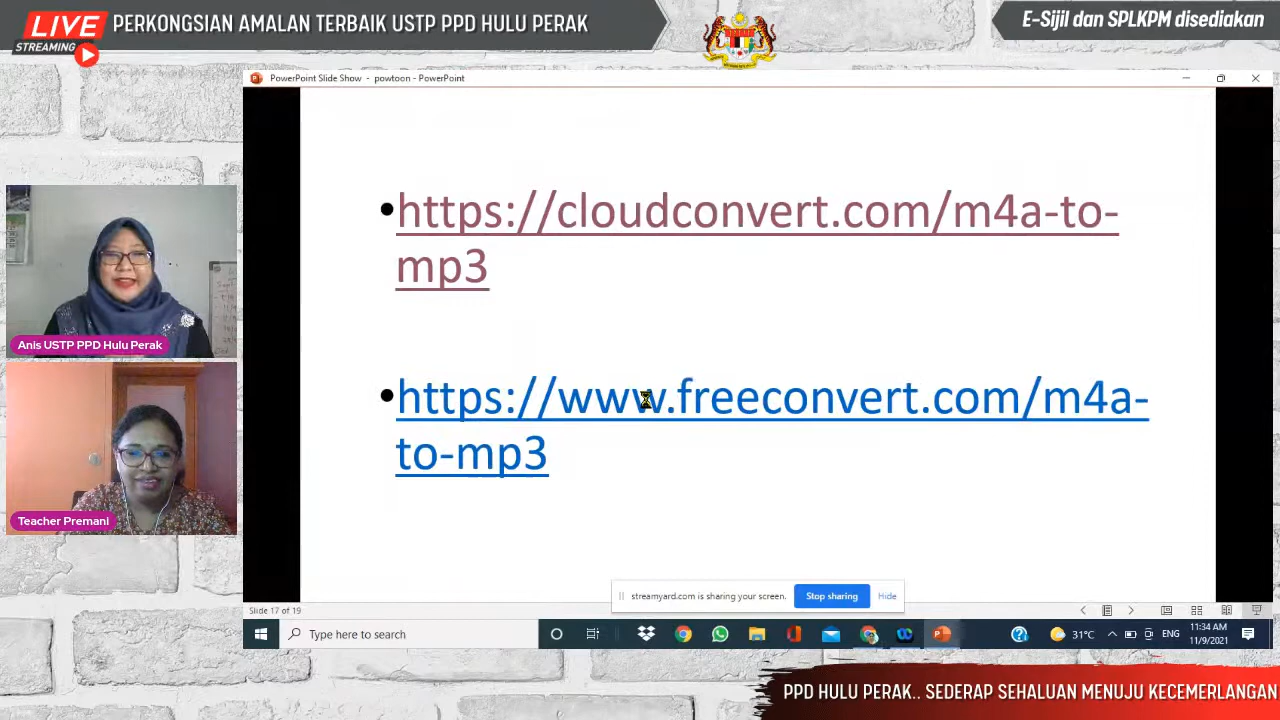 LIVE
STREAMING
PERKONGSIAN AMALAN TERBAIK USTP PPD HULU PERAK
E-Sijil dan SPLKPM disediakan
PowerPoint Slide Show - powtoon - PowerPoint
•https://cloudconvert.com/m4a-to-
mp3
•https://www.freeconvert.com/m4a-
to-mp3
Anis USTP PPD Hulu Perak
Teacher Premani
streamyard.com is sharing your screen.
Stop sharing
Hide
Slide 17 of 19
Type here to search
31°C
ENG
11:34 AM
11/9/2021
PPD HULU PERAK.. SEDERAP SEHALUAN MENUJU KECEMERLANGAN